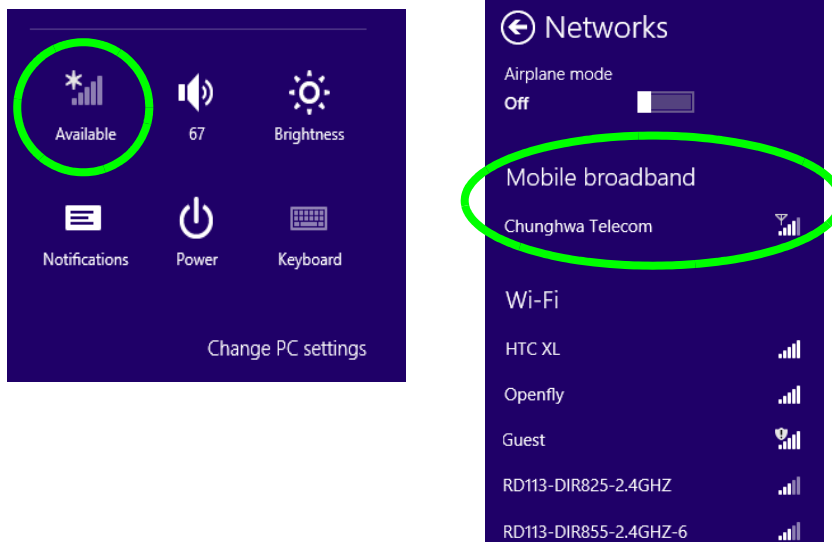 Available
67
Brightness
Notifications
Power
Keyboard
Change PC settings
Networks
Airplane mode
Off
Mobile broadband
Chunghwa Telecom
Wi-Fi
HTC XL
Openfly
Guest
RD113-DIR825-2.4GHZ
RD113-DIR855-2.4GHZ-6